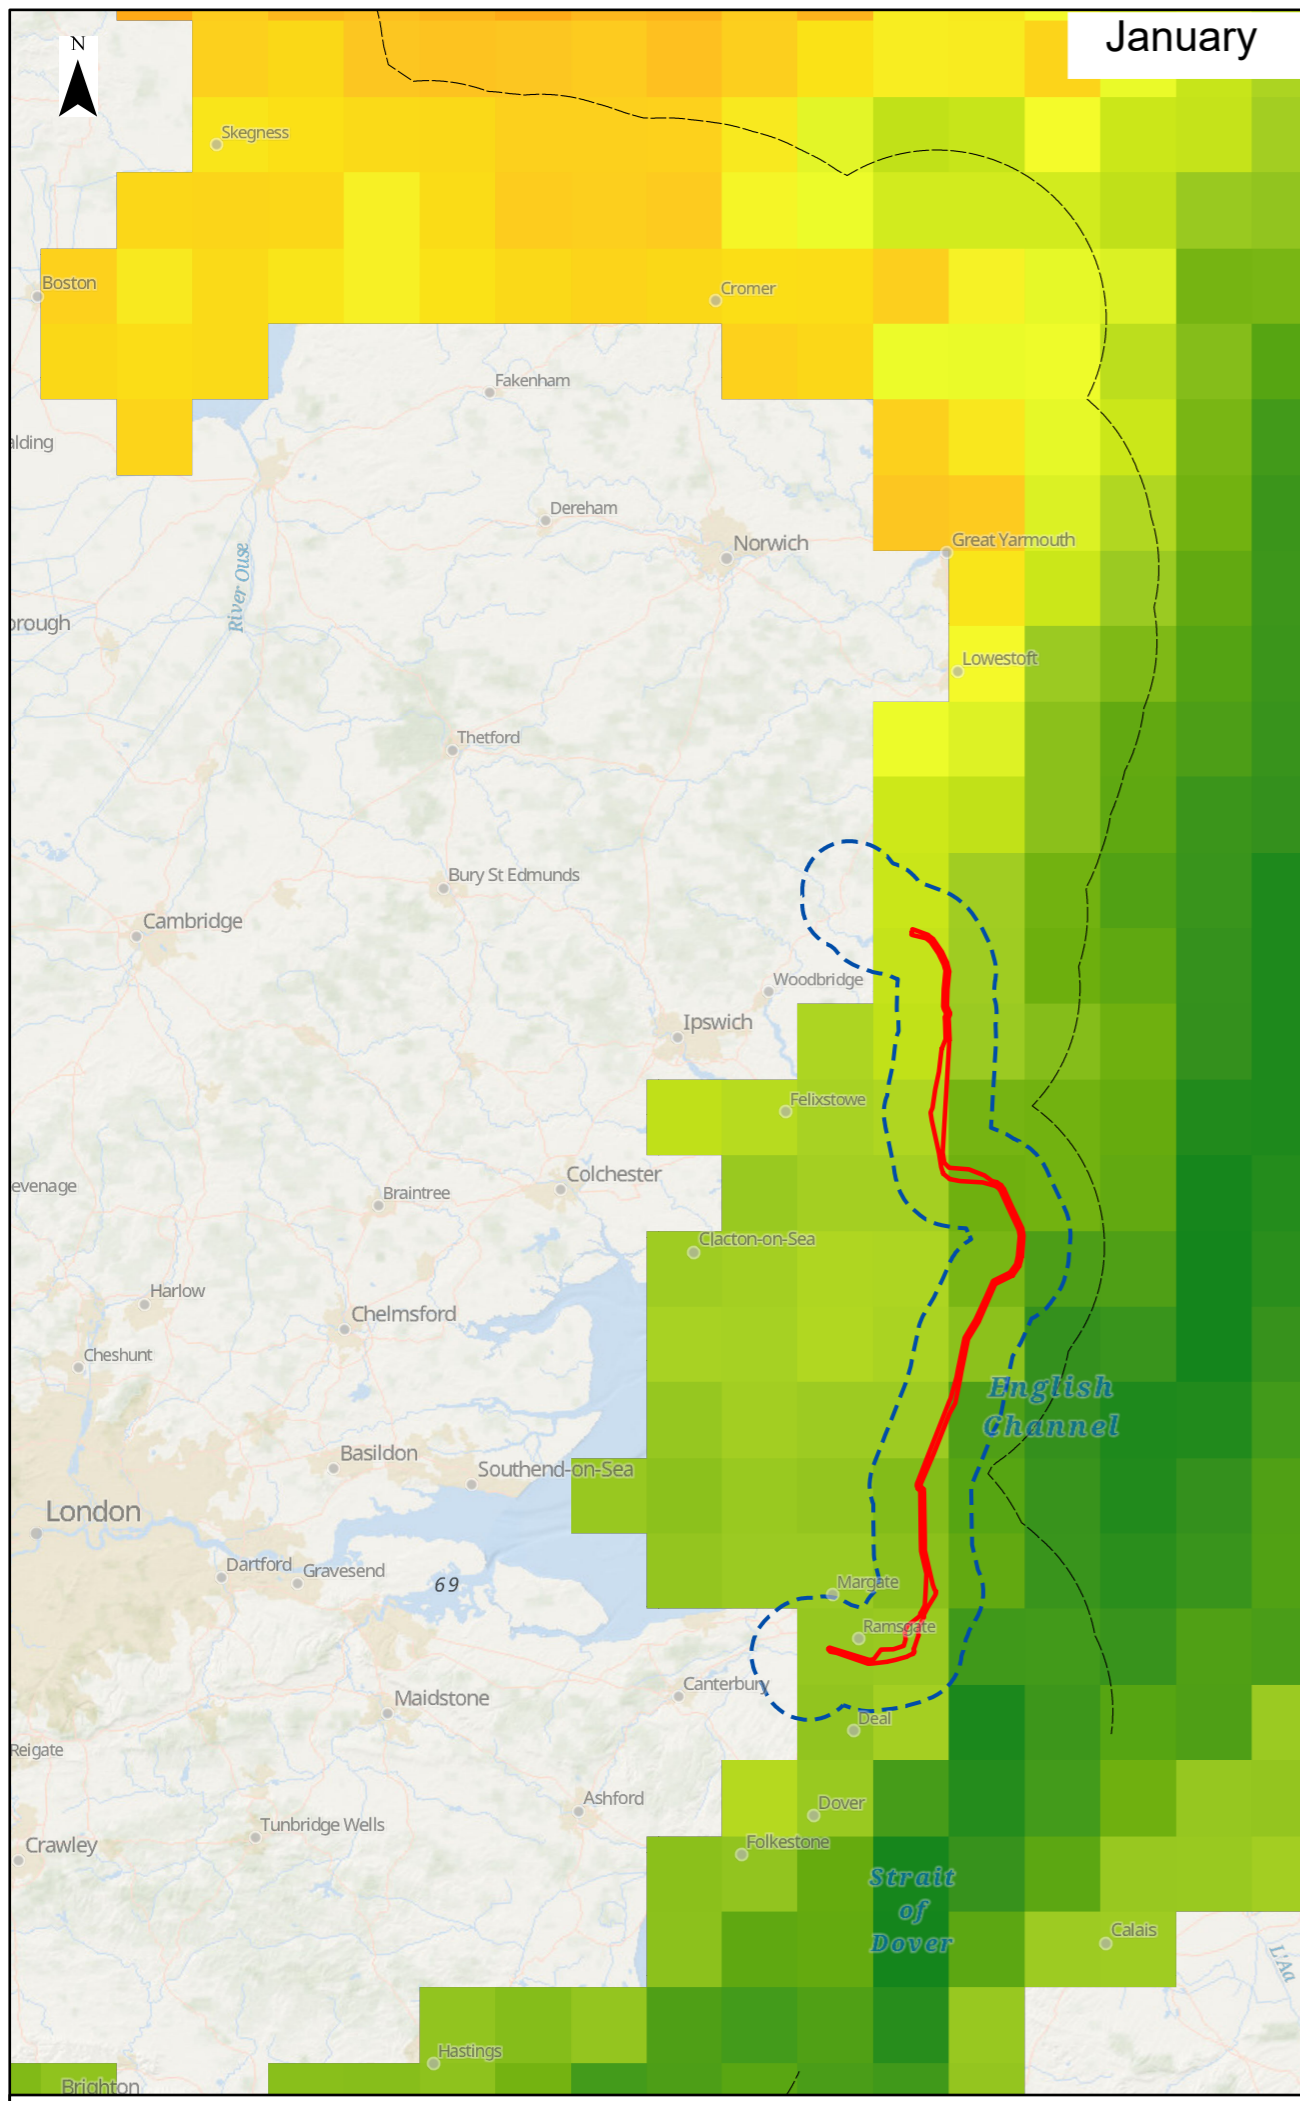 January
N
Skegness
Boston
Cromer
Fakenham
alding
Dereham
Norwich
Great Yarmouth
River Ouse
orough
Lowestoft
Thetford
Bury St Edmunds
Cambridge
Woodbridge
Ipswich
Felixstowe
Colchester
evenage
Braintree
Clacton-on-Sea
Harlow
Chelmsford
Cheshunt
English
Channel
Basildon
Southend-on-Sea
London
Dartford
Gravesend
69
Margate
Ramsgate
Canterbury
Maidstone
Deal
Reigate
Ashford
Dover
Tunbridge Wells
Crawley
Folkestone
Strait
of
Dover
Calais
L'Aa
Hastings
Brighton